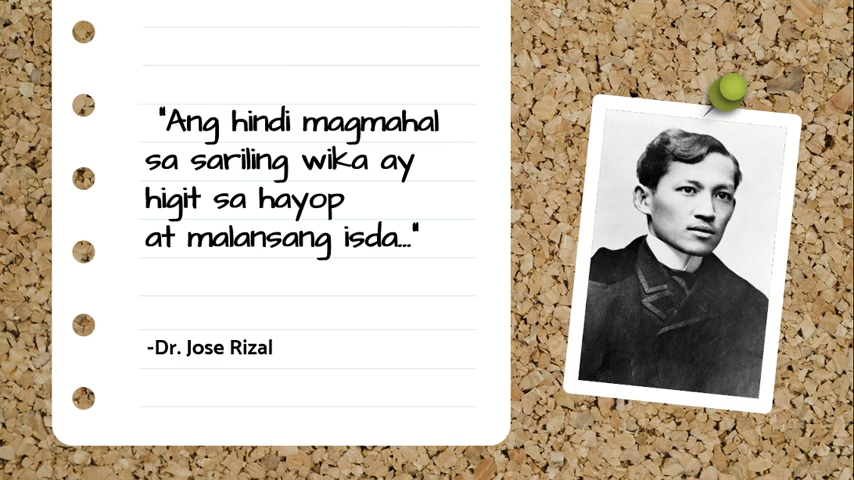 "Ang hindi magmahal
sa sariling wika ay
higit sa hayop
at malansang isda..."
-Dr. Jose Rizal